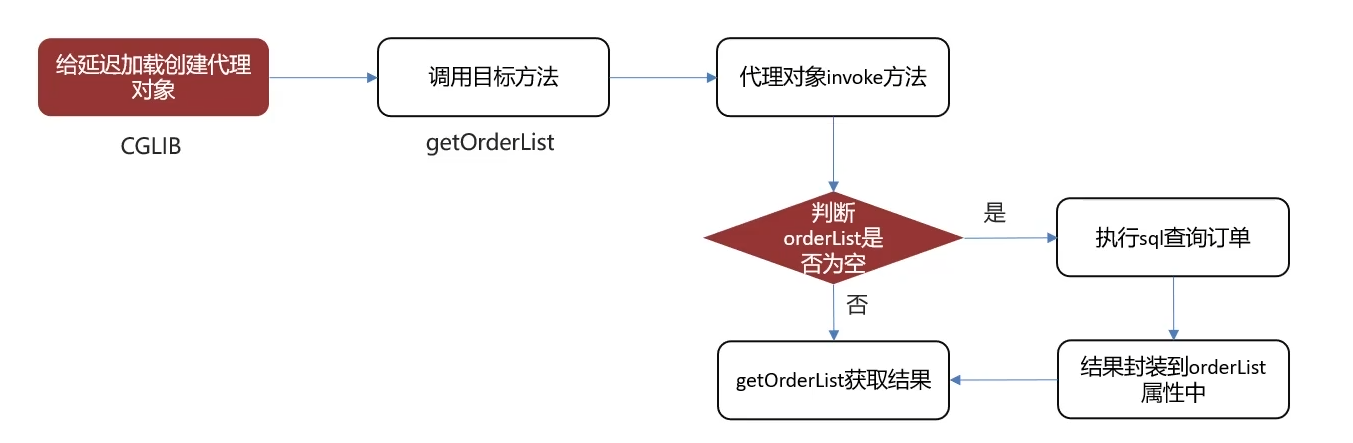 给延迟加载创建代理
对象
CGLIB
调用目标方法
getOrderList
代理对象invoke方法
判断
orderList是
否为空
是
执行sql查询订单
否
getOrderList获取结果
结果封装到orderList
属性中